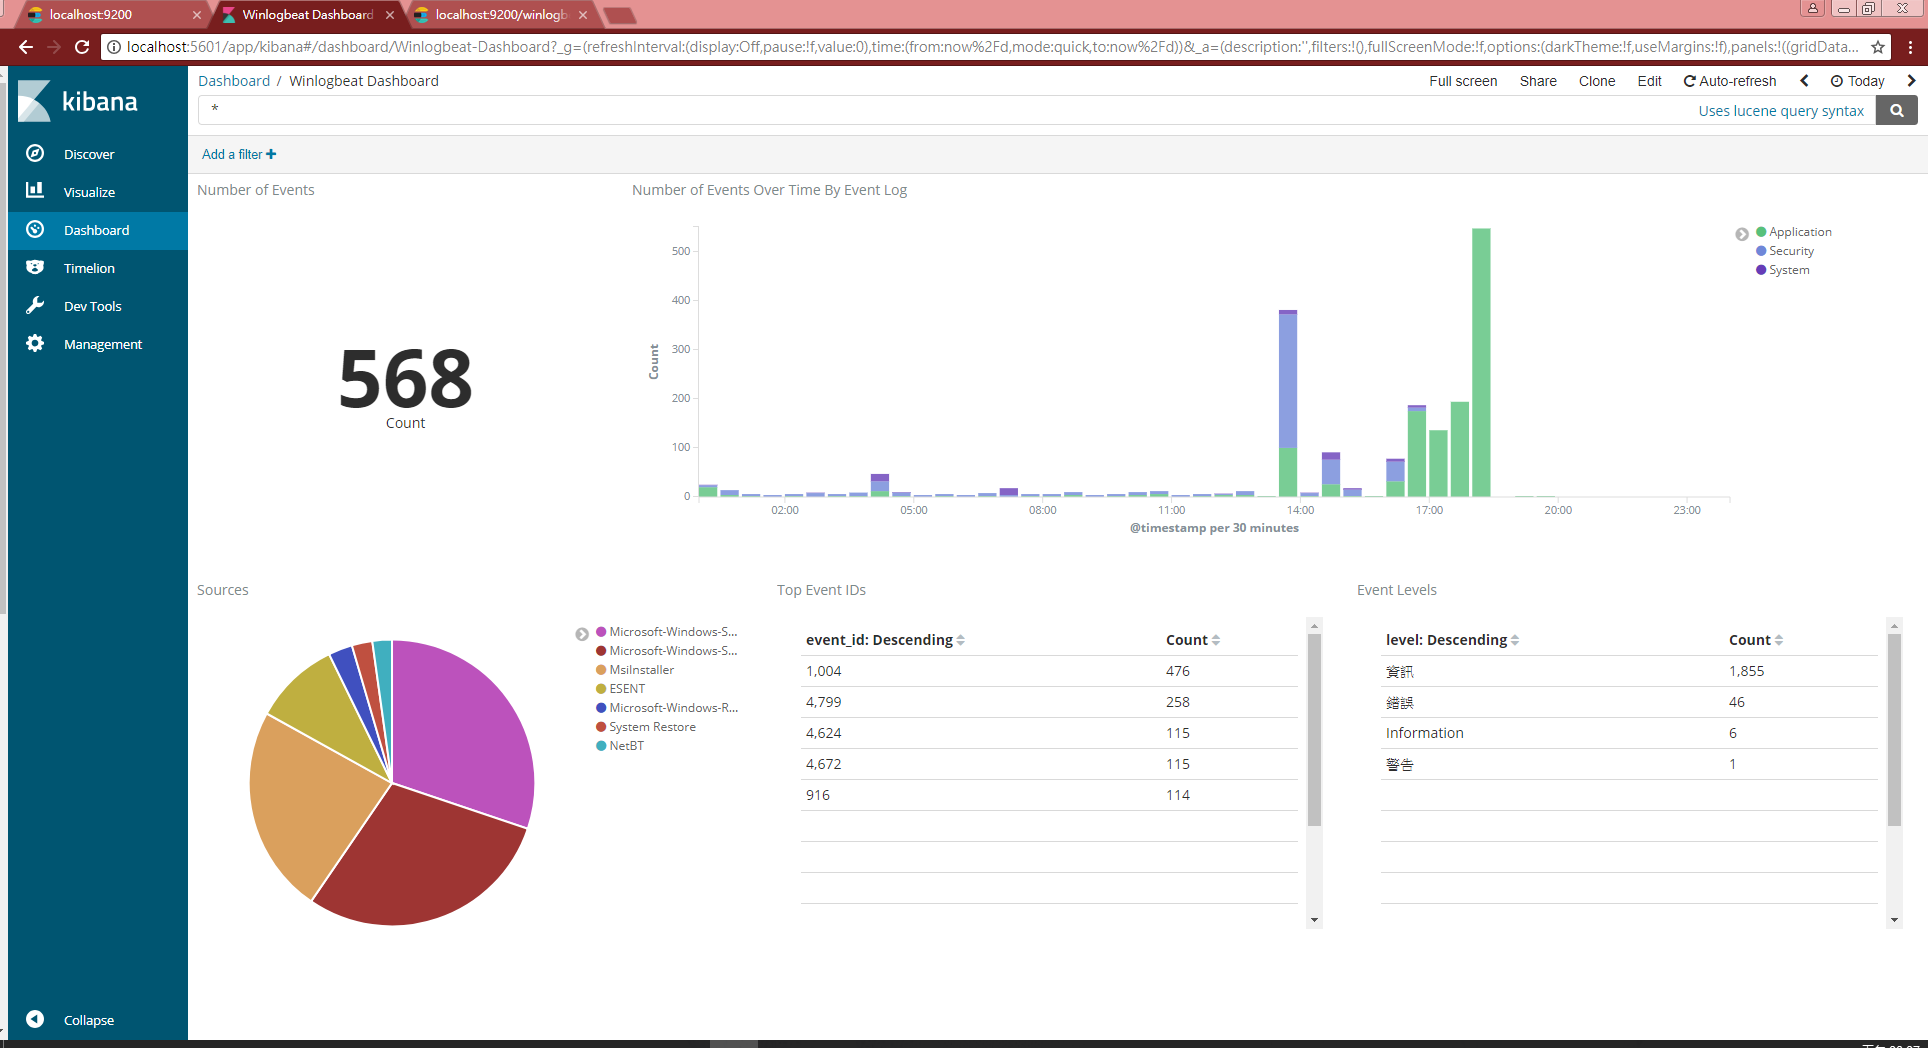 localhost:9200
Winlogbeat Dashboard
localhost:9200/winlogb
localhost:5601/app/kibana#/dashboard/Winlogbeat-Dashboard?_g=(refreshInterval:(display:Off,pause:!f,value:0),time:(from:now%2Fd,mode:quick,to:now%2Fd))&_a=(description:'',filters:!(),fullScreenMode:!f,options:(darkTheme:!f,useMargins:!f),panels:!((gridData...
kibana
Discover
Visualize
Dashboard
Timelion
Dev Tools
Management
Collapse
Dashboard / Winlogbeat Dashboard
Full screen Share Clone Edit Auto-refresh Today
*
Uses lucene query syntax
Add a filter
Number of Events
568
Count
Number of Events Over Time By Event Log
500
400
300
200
100
0
Count
02:00 05:00 08:00 11:00 14:00 17:00 20:00 23:00
@timestamp per 30 minutes
Application
Security
System
Sources
Microsoft-Windows-S...
Microsoft-Windows-S...
MsiInstaller
ESENT
Microsoft-Windows-R...
System Restore
NetBT
Top Event IDs
event_id: Descending Count
1,004 476
4,799 258
4,624 115
4,672 115
916 114
Event Levels
level: Descending Count
資訊 1,855
錯誤 46
Information 6
警告 1